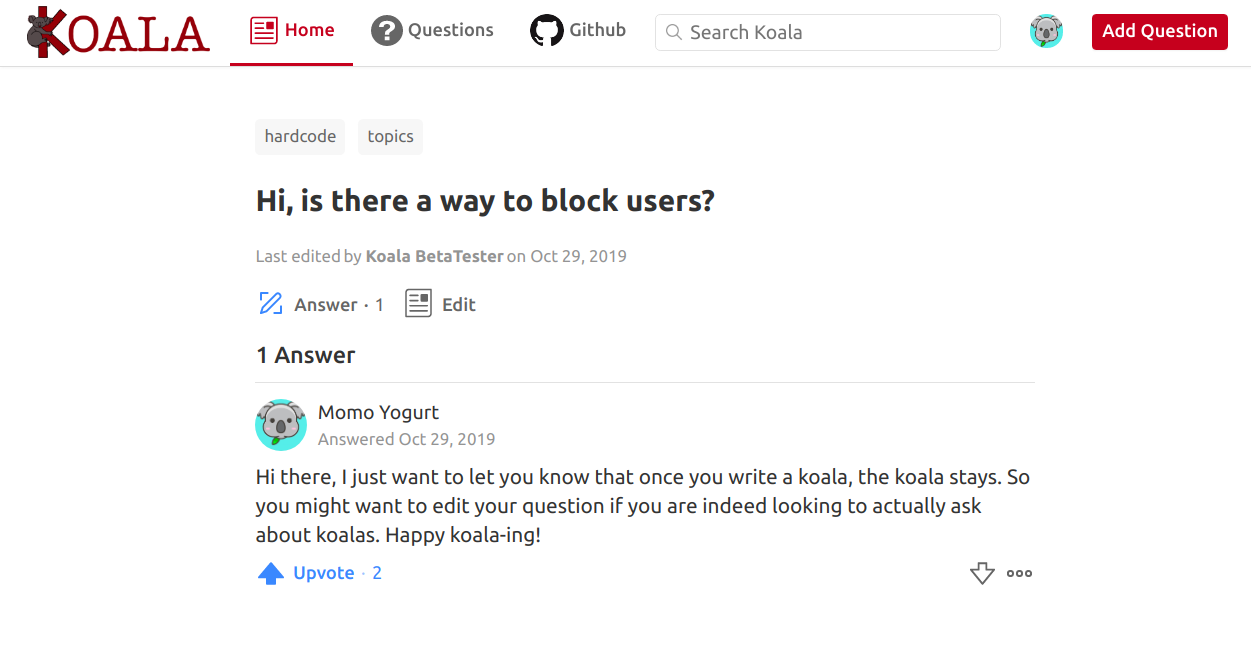 KOALA Home Questions Github Search Koala Add Question
hardcode topics
Hi, is there a way to block users?
Last edited by Koala BetaTester on Oct 29, 2019
Answer · 1 Edit
1 Answer
Momo Yogurt
Answered Oct 29, 2019
Hi there, I just want to let you know that once you write a koala, the koala stays. So
you might want to edit your question if you are indeed looking to actually ask
about koalas. Happy koala-ing!
Upvote · 2